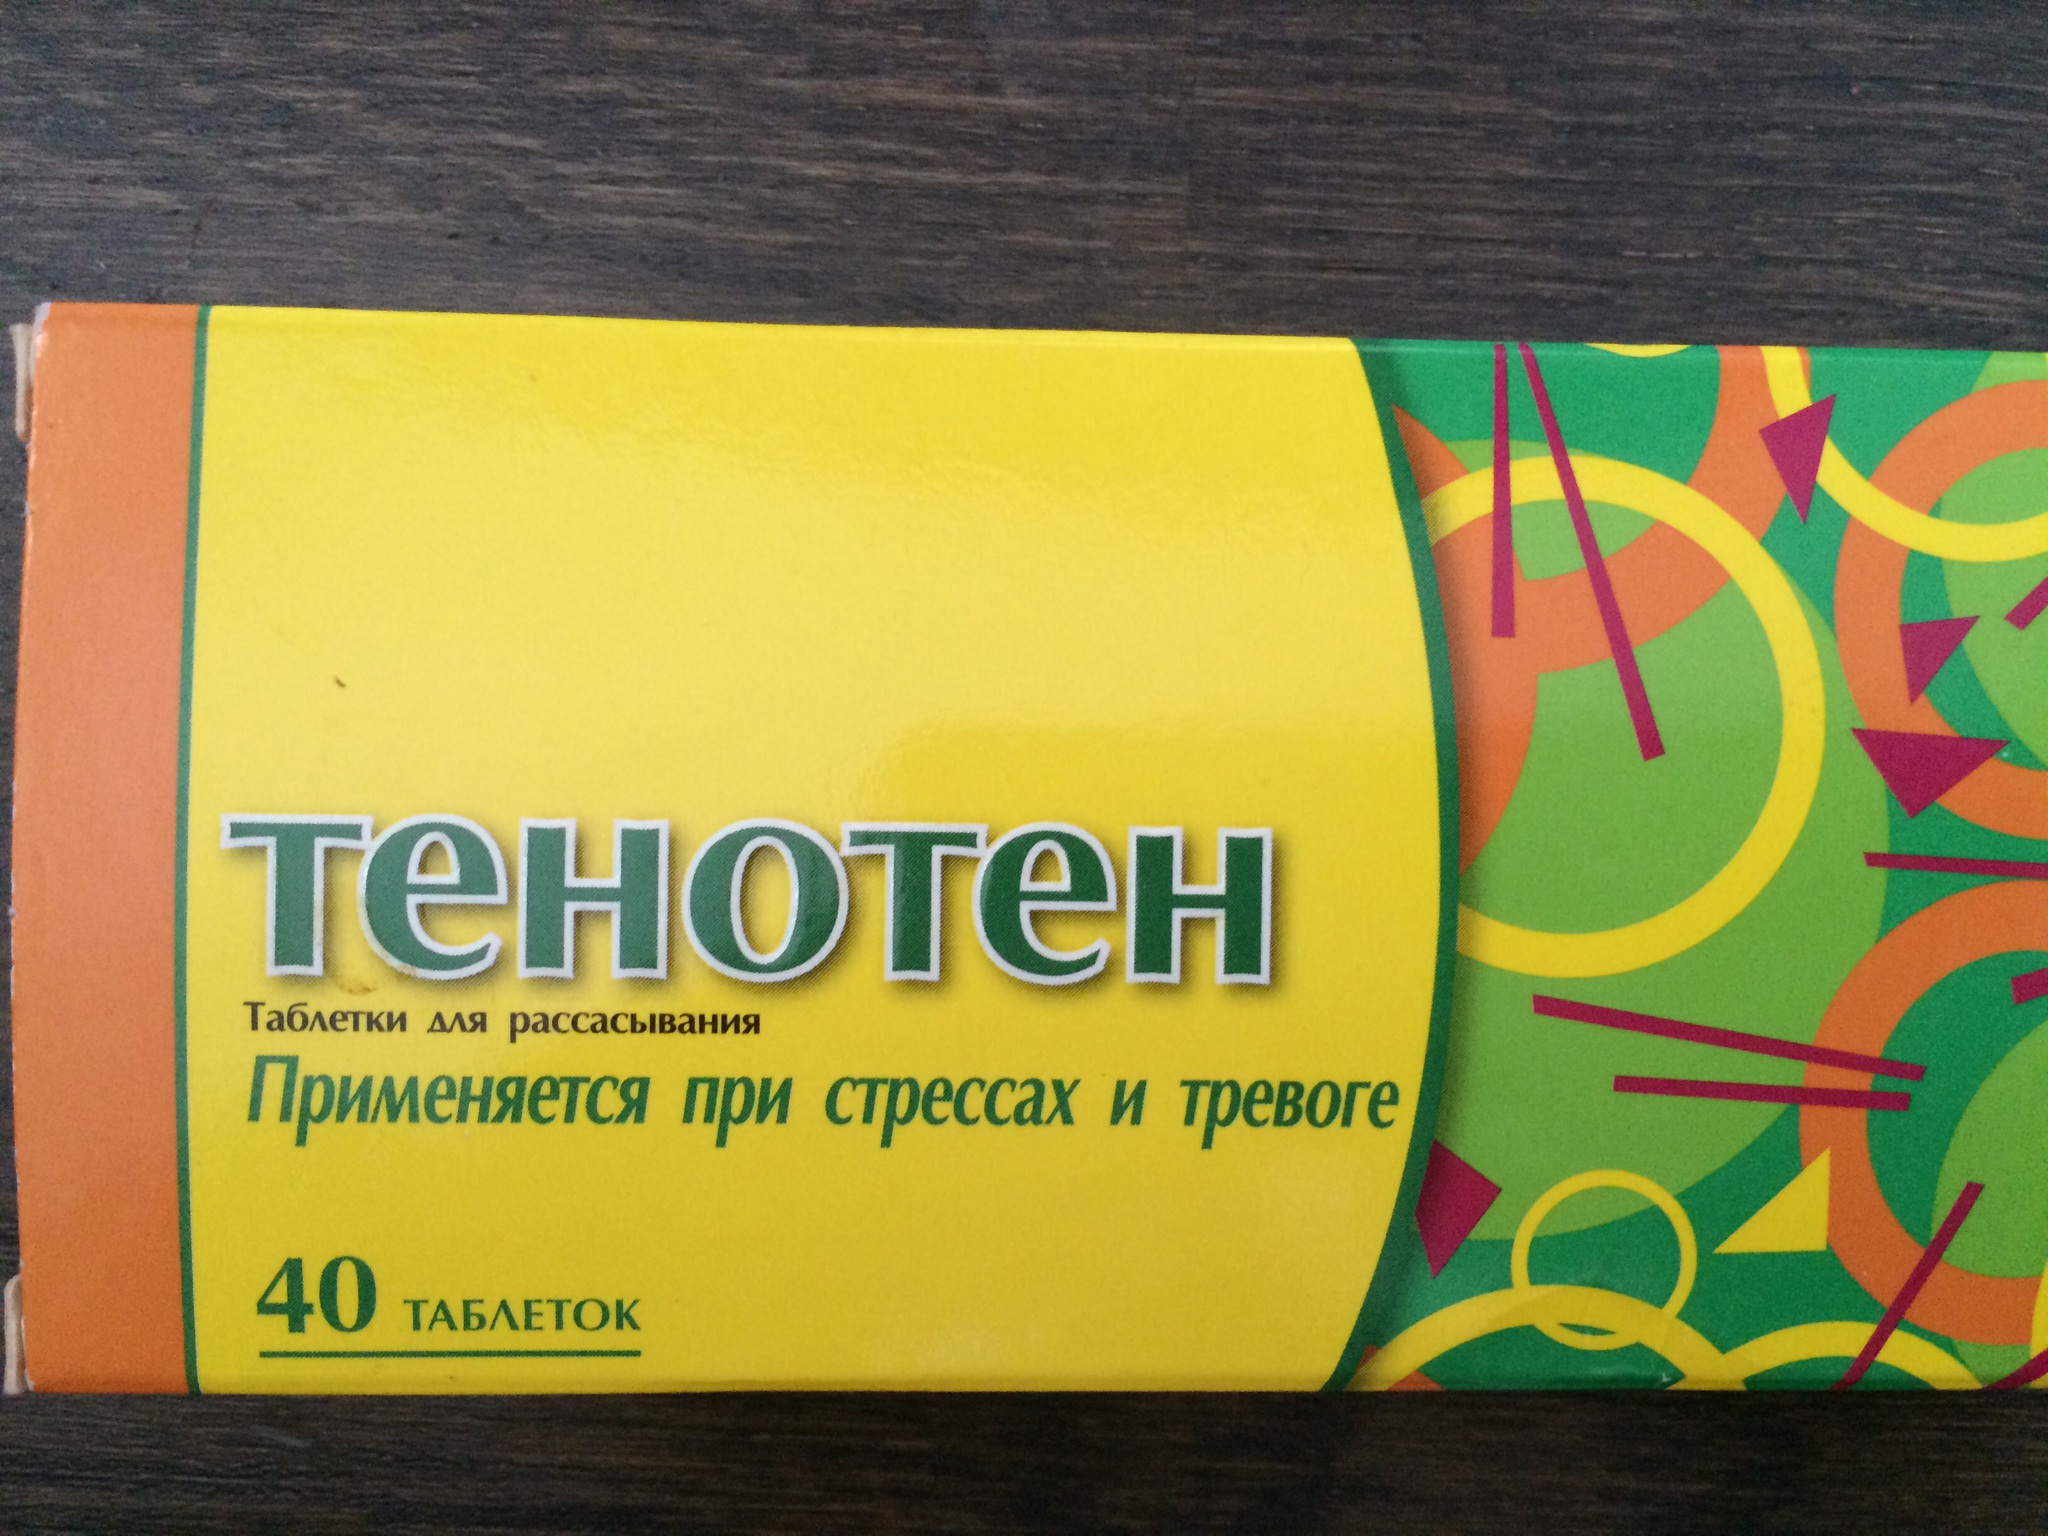 тенотен
Таблетки для рассасывания
Применяется при стрессах и тревоге
40 ТАБЛЕТОК